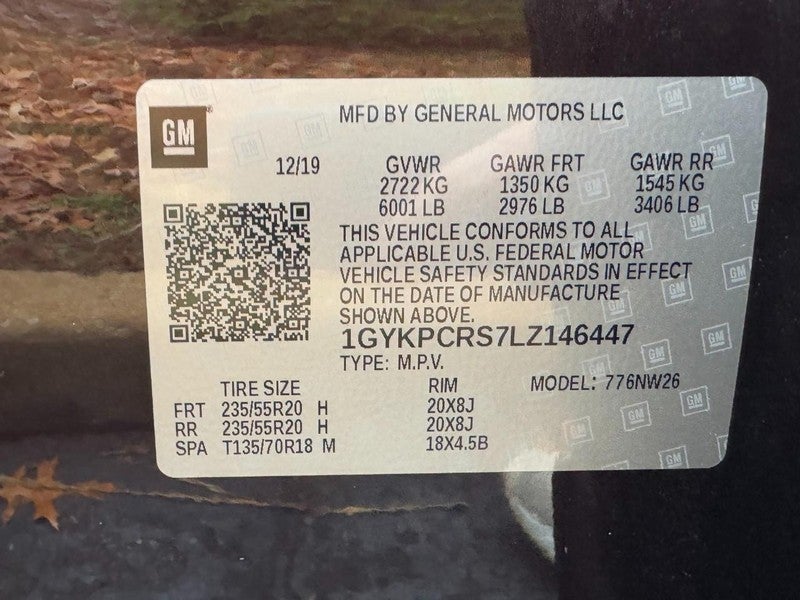 GM
MFD BY GENERAL MOTORS LLC
12/19 GVWR GAWR FRT GAWR RR
2722 KG 1350 KG 1545 KG
6001 LB 2976 LB 3406 LB
THIS VEHICLE CONFORMS TO ALL
APPLICABLE U.S. FEDERAL MOTOR
VEHICLE SAFETY STANDARDS IN EFFECT
ON THE DATE OF MANUFACTURE
SHOWN ABOVE.
1GYKPCRS7LZ146447
TYPE: M.P.V.
TIRE SIZE RIM MODEL: 776NW26
FRT 235/55R20 H 20X8J
RR 235/55R20 H 20X8J
SPA T135/70R18 M 18X4.5B